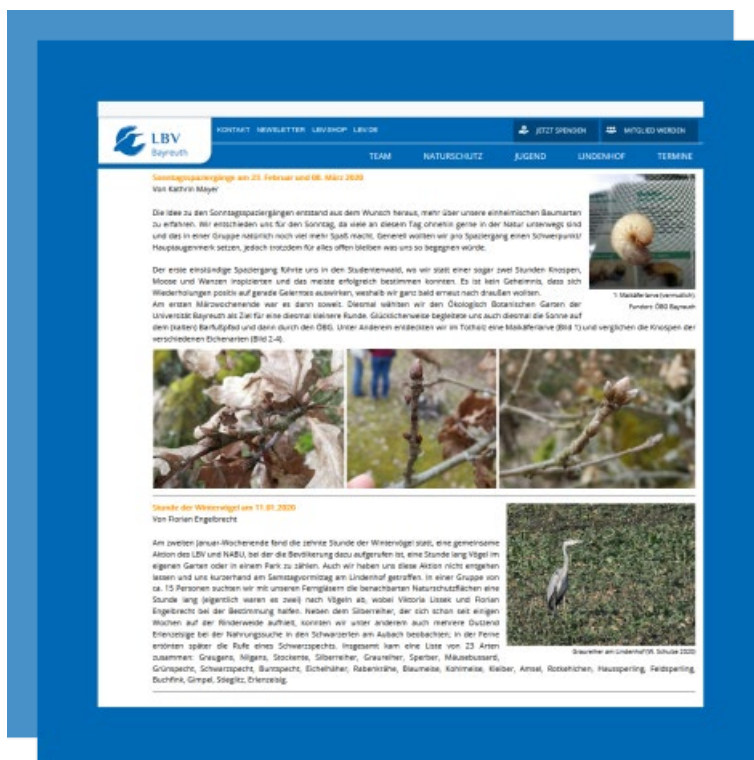 LBV
Bayreuth
KONTAKT NEWSLETTER LBV-SHOP LBV.DE
JETZT SPENDEN MITGLIED WERDEN
TEAM NATURSCHUTZ JUGEND LINDENHOF TERMINE
Sonntagsspaziergänge am 23. Februar und 08. März 2020
Von Kathrin Mayer
Die Idee zu den Sonntagsspaziergängen entstand aus dem Wunsch heraus, mehr über unsere einheimischen Baumarten
zu erfahren. Wir entschieden uns für den Sonntag, da viele an diesem Tag ohnehin gerne in der Natur unterwegs sind
und das in einer Gruppe natürlich noch viel mehr Spaß macht. Generell wollten wir pro Spaziergang einen Schwerpunkt/
Hauptaugenmerk setzen, jedoch trotzdem für alles offen bleiben was uns so begegnen würde.
Der erste einstündige Spaziergang führte uns in den Studentenwald, wo wir statt einer sogar zwei Stunden Knospen,
Moose und Wanzen inspizierten und das meiste erfolgreich bestimmen konnten. Es ist kein Geheimnis, dass sich
Wiederholungen positiv auf gerade Gelerntes auswirken, weshalb wir ganz bald erneut nach draußen wollten.
Am ersten Märzwochenende war es dann soweit. Diesmal wählten wir den Ökologisch Botanischen Garten der
Universität Bayreuth als Ziel für eine diesmal kleinere Runde. Glücklicherweise begleitete uns auch diesmal die Sonne auf
dem (kalten) Barfußpfad und dann durch den ÖBG. Unter Anderem entdeckten wir im Totholz eine Maikäferlarve (Bild 1) und verglichen die Knospen der
verschiedenen Eichenarten (Bild 2-4).
1: Maikäferlarve (vermutlich)
Fundort: ÖBG Bayreuth
Stunde der Wintervögel am 11.01.2020
Von Florian Engelbrecht
Am zweiten Januar-Wochenende fand die zehnte Stunde der Wintervögel statt, eine gemeinsame
Aktion des LBV und NABU, bei der die Bevölkerung dazu aufgerufen ist, eine Stunde lang Vögel im
eigenen Garten oder in einem Park zu zählen. Auch wir haben uns diese Aktion nicht entgehen
lassen und uns kurzerhand am Samstagvormittag am Lindenhof getroffen. In einer Gruppe von
ca. 15 Personen suchten wir mit unseren Ferngläsern die benachbarten Naturschutzflächen eine
Stunde lang (eigentlich waren es zwei) nach Vögeln ab, wobei Viktoria Lissek und Florian
Engelbrecht bei der Bestimmung halfen. Neben dem Silberreiher, der sich schon seit einigen
Wochen auf der Rinderweide aufhielt, konnten wir unter anderem auch mehrere Dutzend
Erlenzeisige bei der Nahrungssuche in den Schwarzerlen am Aubach beobachten; in der Ferne
ertönten später die Rufe eines Schwarzspechts. Insgesamt kam eine Liste von 23 Arten
zusammen: Graugans, Nilgans, Stockente, Silberreiher, Graureiher, Sperber, Mäusebussard,
Grünspecht, Schwarzspecht, Buntspecht, Eichelhäher, Rabenkrähe, Blaumeise, Kohlmeise, Kleiber, Amsel, Rotkehlchen, Haussperling, Feldsperling,
Buchfink, Gimpel, Stieglitz, Erlenzeisig.
Graureiher am Lindenhof (W. Schulze 2020)